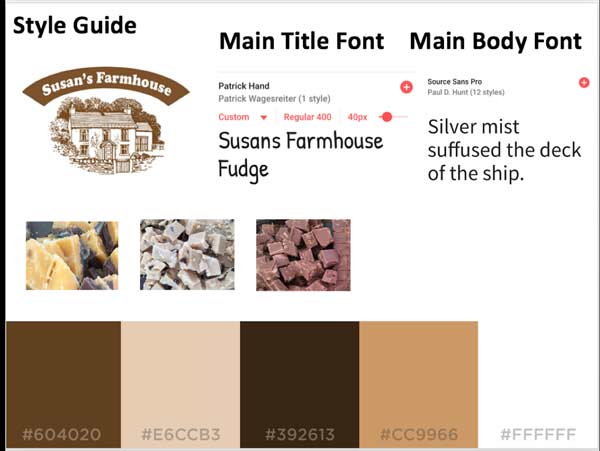 Style Guide
Main Title Font
Main Body Font
Susan's Farmhouse
Patrick Hand
Patrick Wagesreiter (1 style)
Custom
Regular 400
40px
Susans Farmhouse
Fudge
Source Sans Pro
Paul D. Hunt (12 styles)
Silver mist
suffused the deck
of the ship.
#604020
#E6CCB3
#392613
#CC9966
#FFFFFF